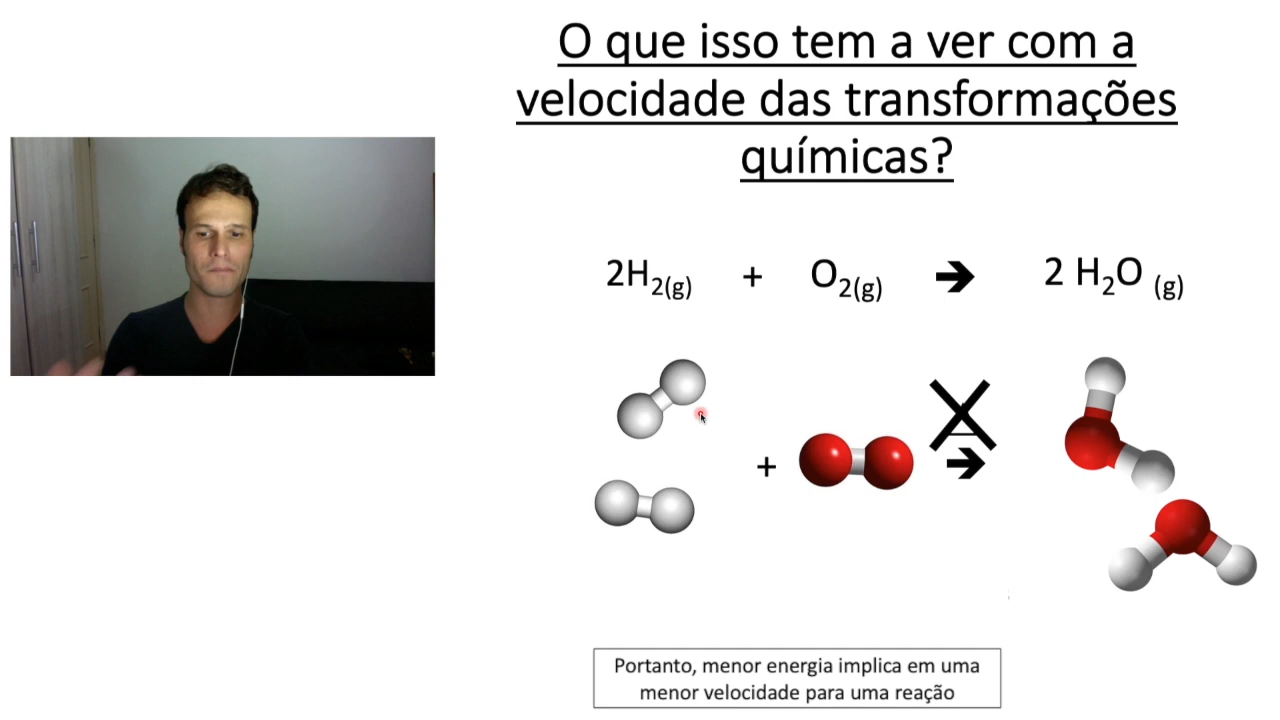 O que isso tem a ver com a
velocidade das transformações
químicas?
2H₂(g) + O₂(g) ➔ 2 H₂O (g)
+ ➔
Portanto, menor energia implica em uma
menor velocidade para uma reação